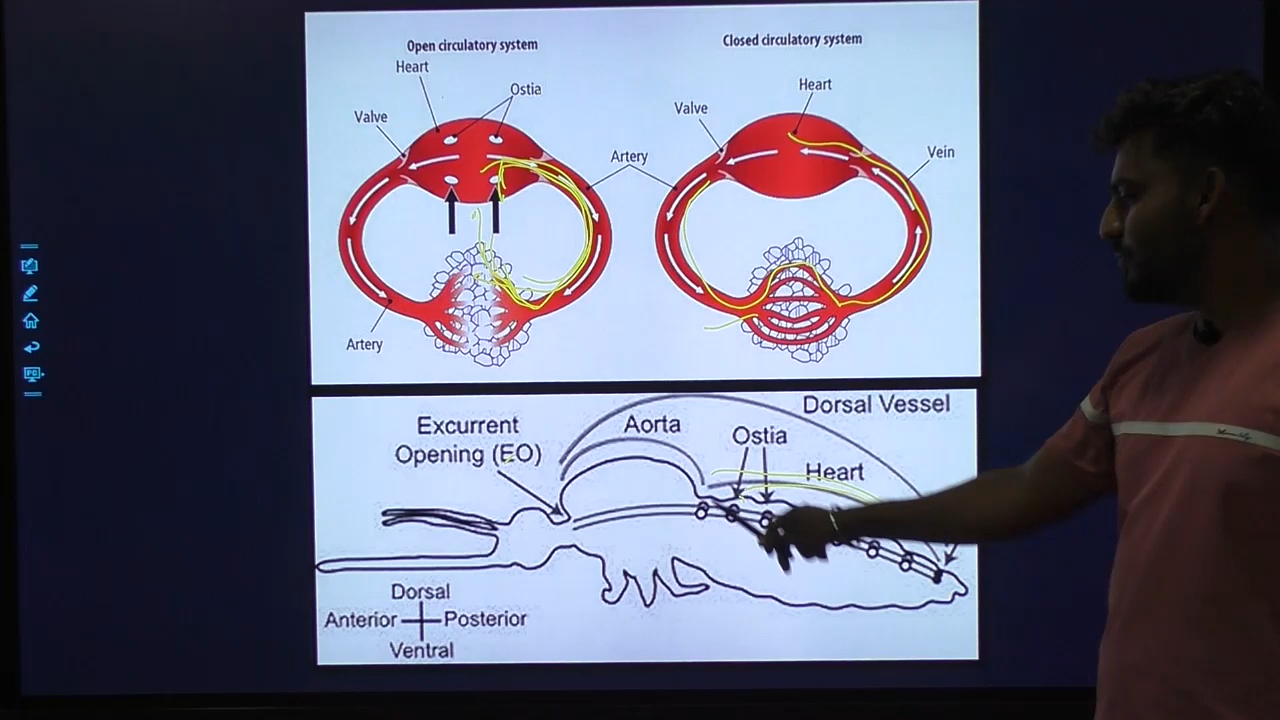 Open circulatory system
Heart
Ostia
Valve
Artery
Artery
Closed circulatory system
Heart
Valve
Vein
Excurrent
Opening (EO)
Aorta
Dorsal Vessel
Ostia
Heart
Dorsal
Anterior
Posterior
Ventral
PC